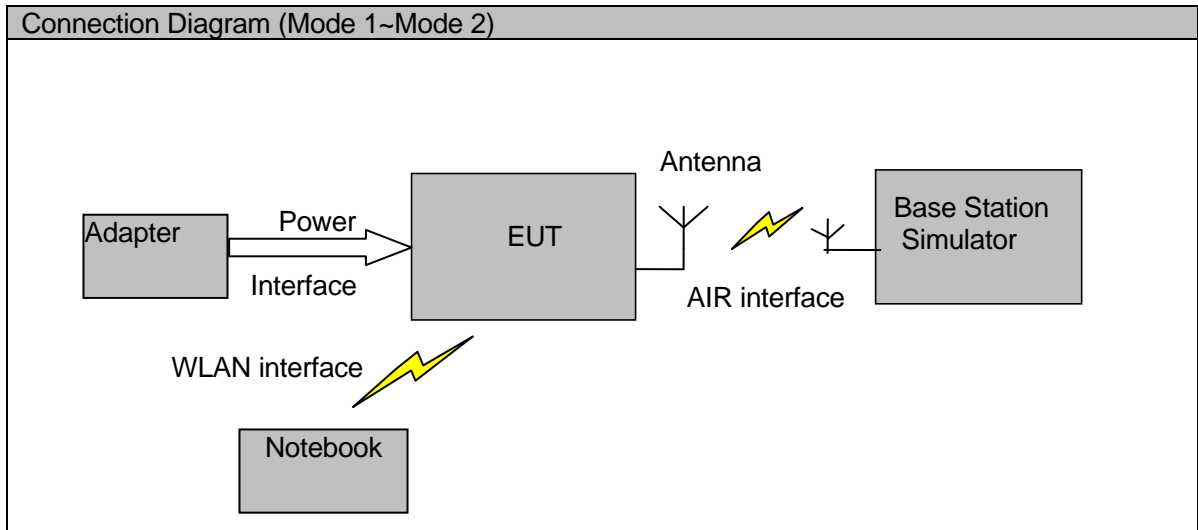 Connection Diagram (Mode 1~Mode 2)
Antenna
Adapter
Power
Interface
EUT
Base Station
Simulator
AIR interface
WLAN interface
Notebook